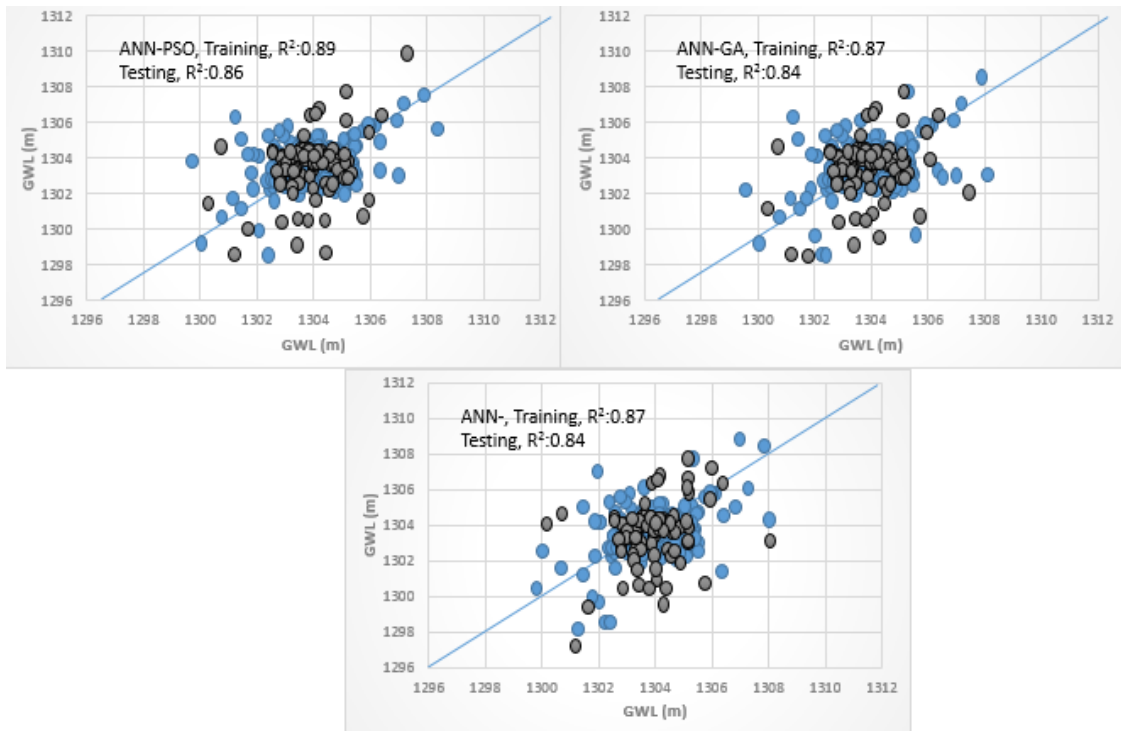 ANN-PSO, Training, R²:0.89
Testing, R²:0.86
GWL (m)
1312
1310
1308
1306
1304
1302
1300
1298
1296
1296 1298 1300 1302 1304 1306 1308 1310 1312
GWL (m)
ANN-GA, Training, R²:0.87
Testing, R²:0.84
GWL (m)
1312
1310
1308
1306
1304
1302
1300
1298
1296
1296 1298 1300 1302 1304 1306 1308 1310 1312
GWL (m)
ANN-, Training, R²:0.87
Testing, R²:0.84
GWL (m)
1312
1310
1308
1306
1304
1302
1300
1298
1296
1296 1298 1300 1302 1304 1306 1308 1310 1312
GWL (m)